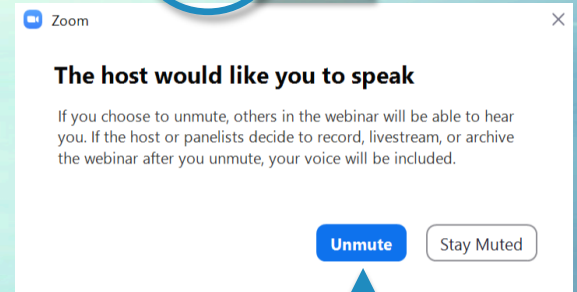 Zoom
The host would like you to speak
If you choose to unmute, others in the webinar will be able to hear
you. If the host or panelists decide to record, livestream, or archive
the webinar after you unmute, your voice will be included.
Unmute
Stay Muted